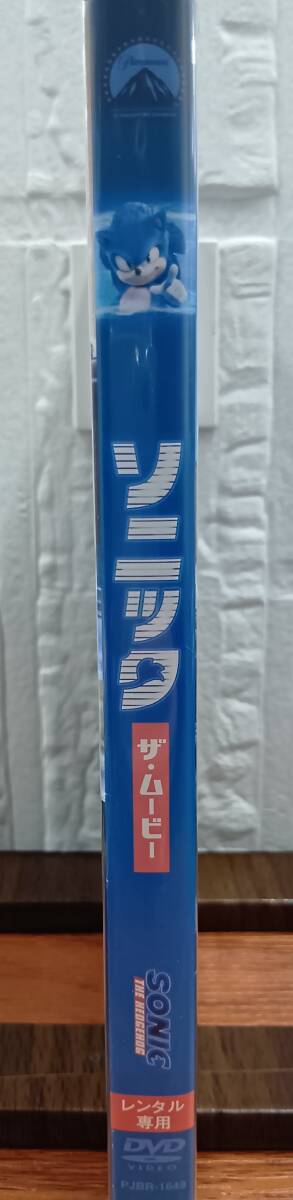 Paramount
ソニック
ザ・ムービー
SONIC
THE HEDGEHOG
レンタル
専用
DVD
VIDEO
PJBR-1649